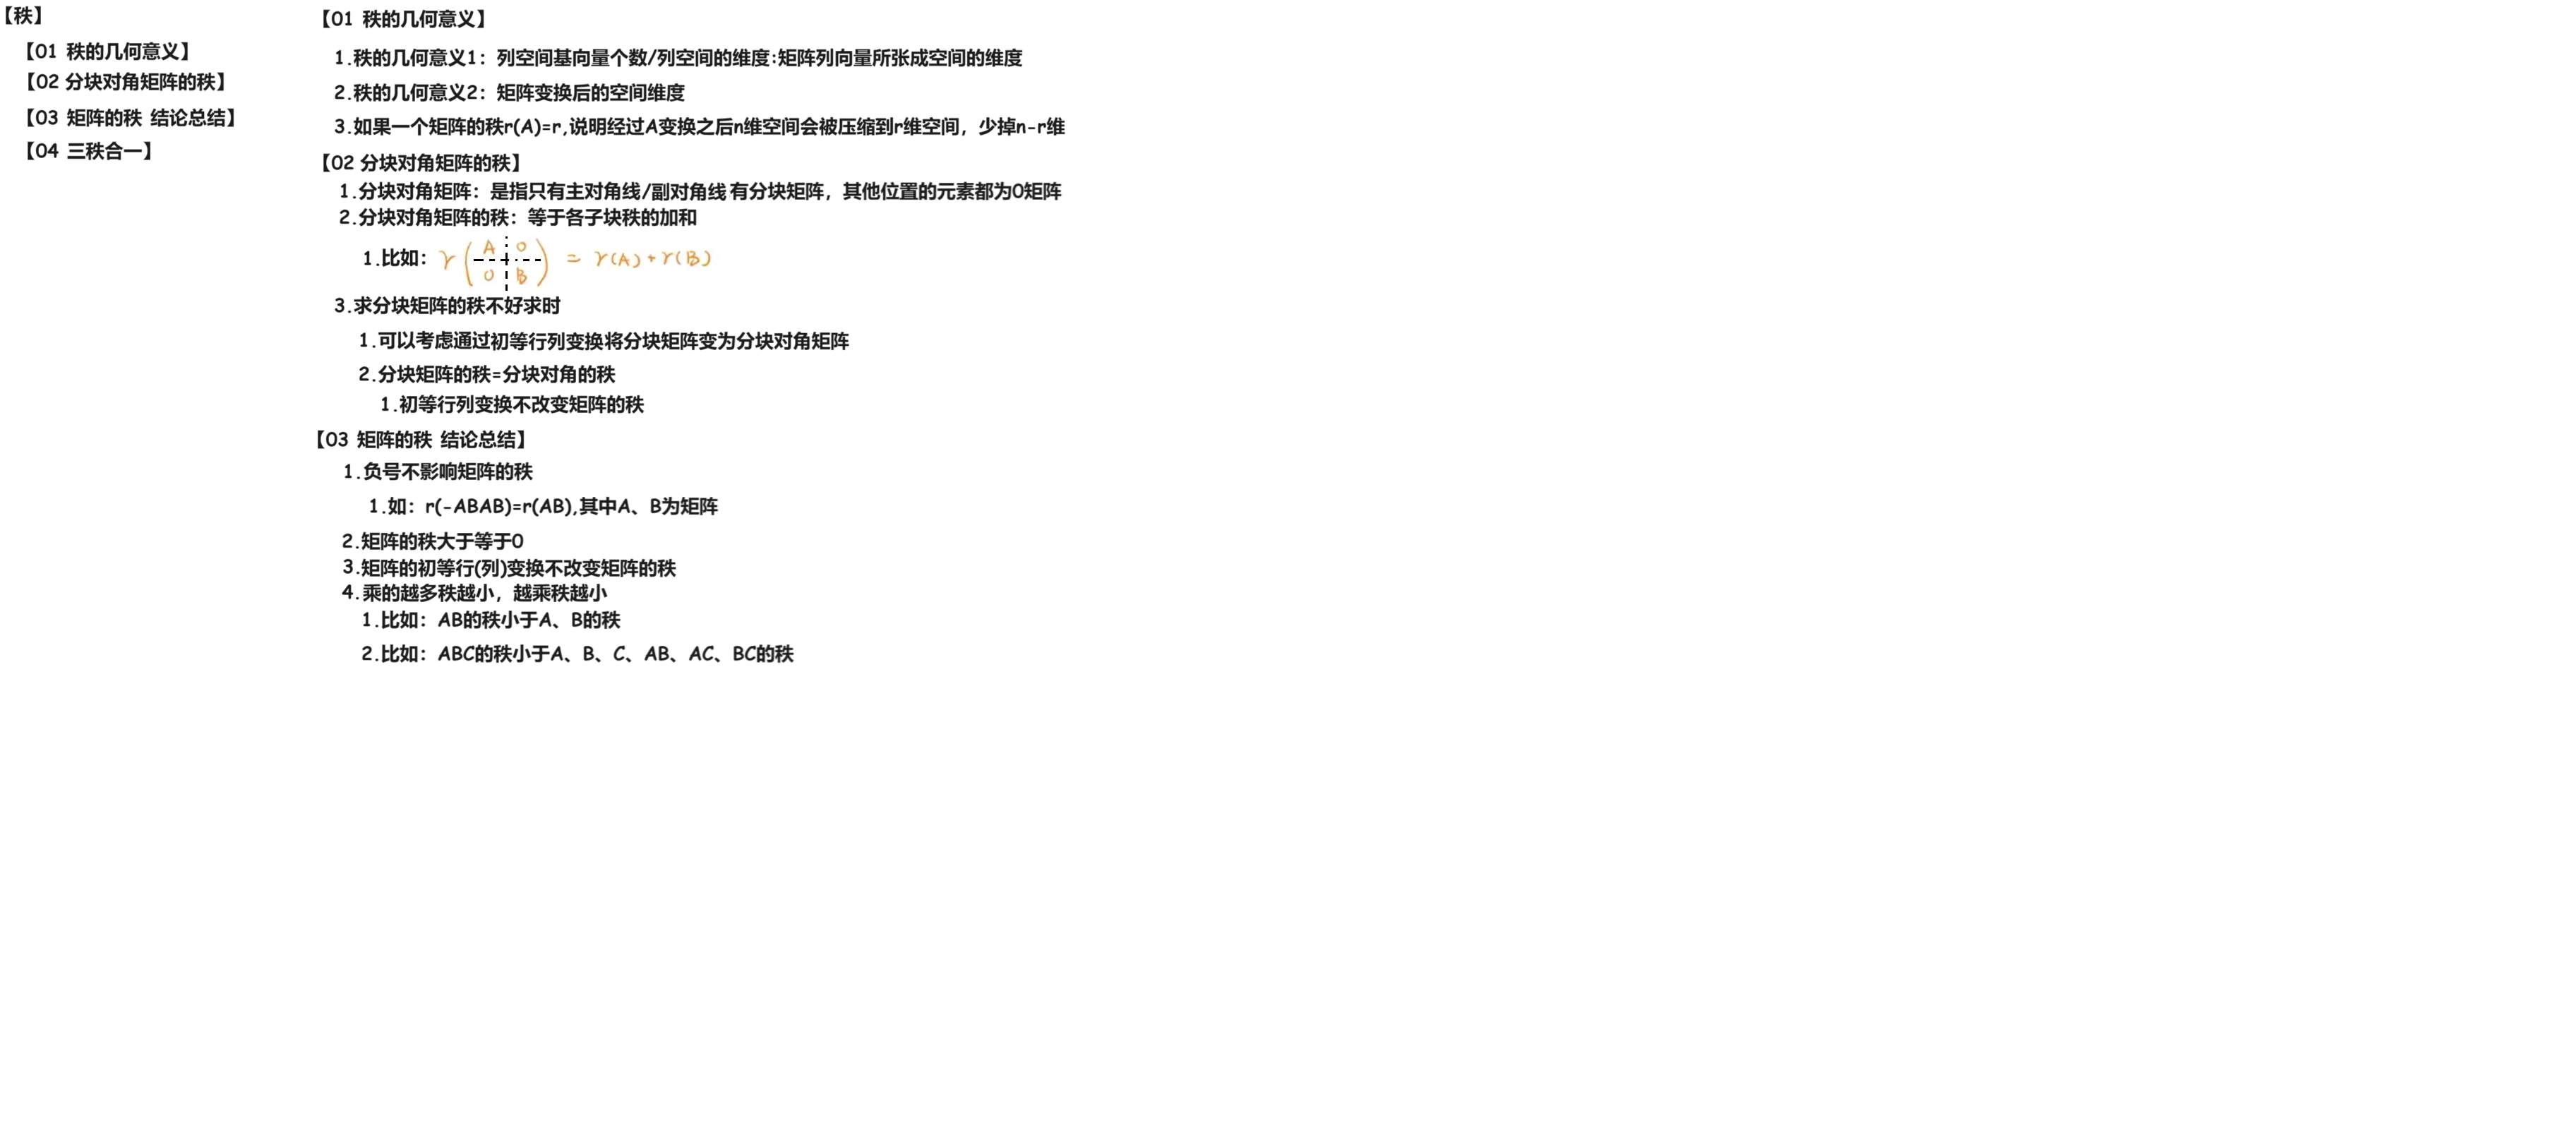 【秩】
【01 秩的几何意义】
【02 分块对角矩阵的秩】
【03 矩阵的秩 结论总结】
【04 三秩合一】
【01 秩的几何意义】
1.秩的几何意义1：列空间基向量个数/列空间的维度:矩阵列向量所张成空间的维度
2.秩的几何意义2：矩阵变换后的空间维度
3.如果一个矩阵的秩r(A)=r,说明经过A变换之后n维空间会被压缩到r维空间，少掉n-r维
【02 分块对角矩阵的秩】
1.分块对角矩阵：是指只有主对角线/副对角线 有分块矩阵，其他位置的元素都为0矩阵
2.分块对角矩阵的秩：等于各子块秩的加和
1.比如：r(A 0 0 B) = r(A)+r(B)
3.求分块矩阵的秩不好求时
1.可以考虑通过初等行列变换将分块矩阵变为分块对角矩阵
2.分块矩阵的秩=分块对角的秩
1.初等行列变换不改变矩阵的秩
【03 矩阵的秩 结论总结】
1.负号不影响矩阵的秩
1.如：r(-ABAB)=r(AB),其中A、B为矩阵
2.矩阵的秩大于等于0
3.矩阵的初等行(列)变换不改变矩阵的秩
4.乘的越多秩越小，越乘秩越小
1.比如：AB的秩小于A、B的秩
2.比如：ABC的秩小于A、B、C、AB、AC、BC的秩